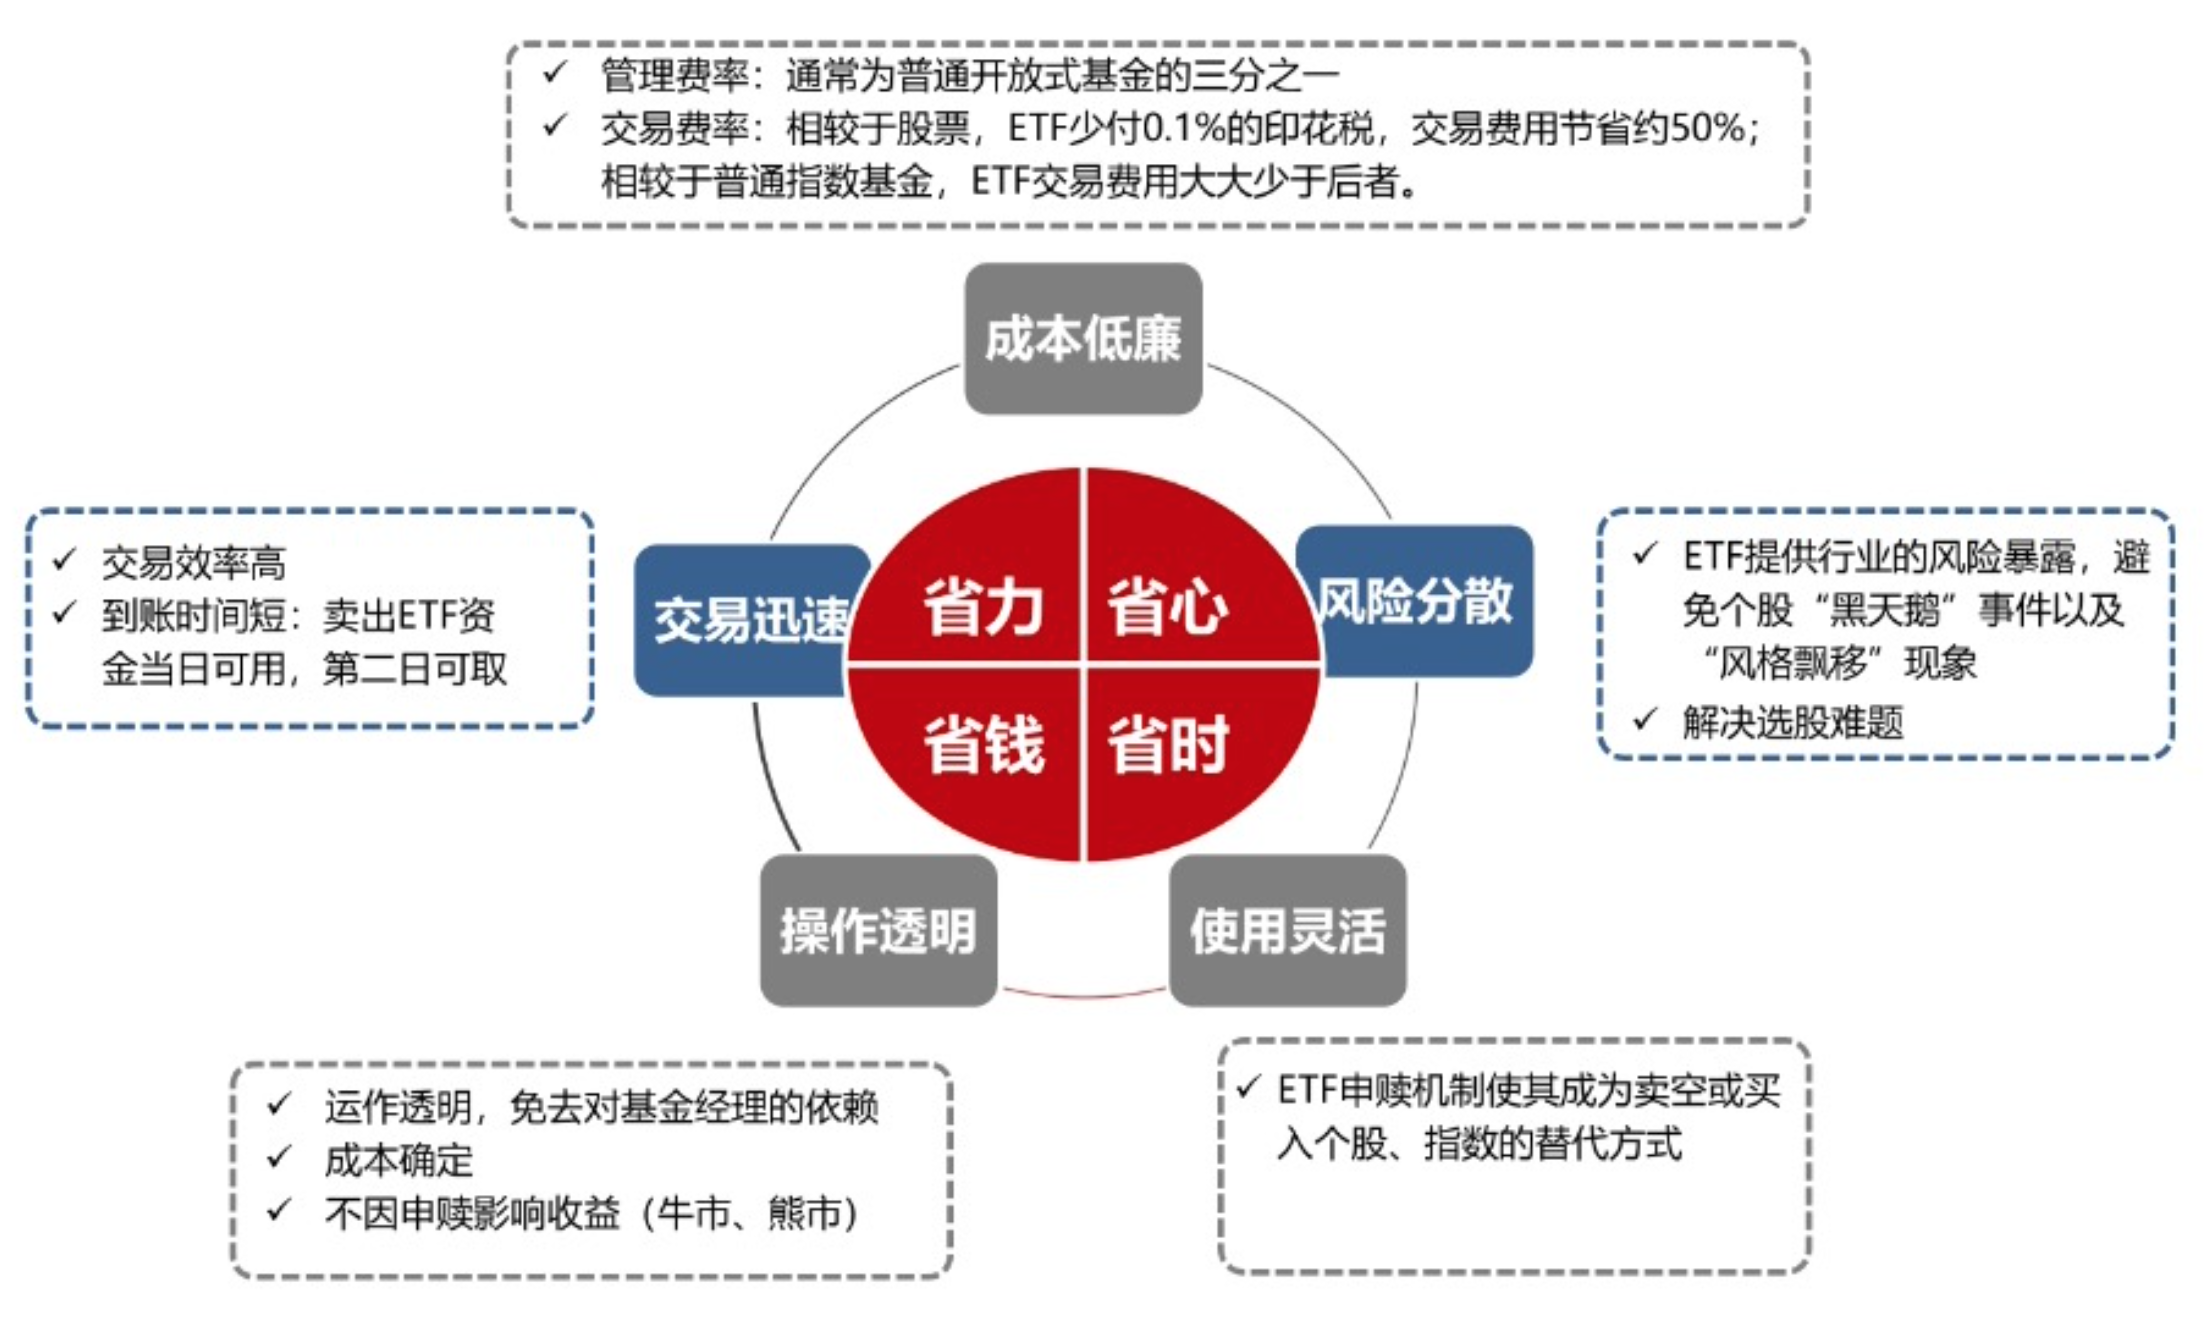 ✓ 管理费率：通常为普通开放式基金的三分之一
✓ 交易费率：相较于股票，ETF少付0.1%的印花税，交易费用节省约50%；
相较于普通指数基金，ETF交易费用大大少于后者。
成本低廉
✓ 交易效率高
✓ 到账时间短：卖出ETF资
金当日可用，第二日可取
交易迅速
省力
省心
省钱
省时
风险分散
✓ ETF提供行业的风险暴露，避
免个股“黑天鹅”事件以及
“风格飘移”现象
✓ 解决选股难题
操作透明
使用灵活
✓ 运作透明，免去对基金经理的依赖
✓ 成本确定
✓ 不因申赎影响收益（牛市、熊市）
✓ ETF申赎机制使其成为卖空或买
入个股、指数的替代方式